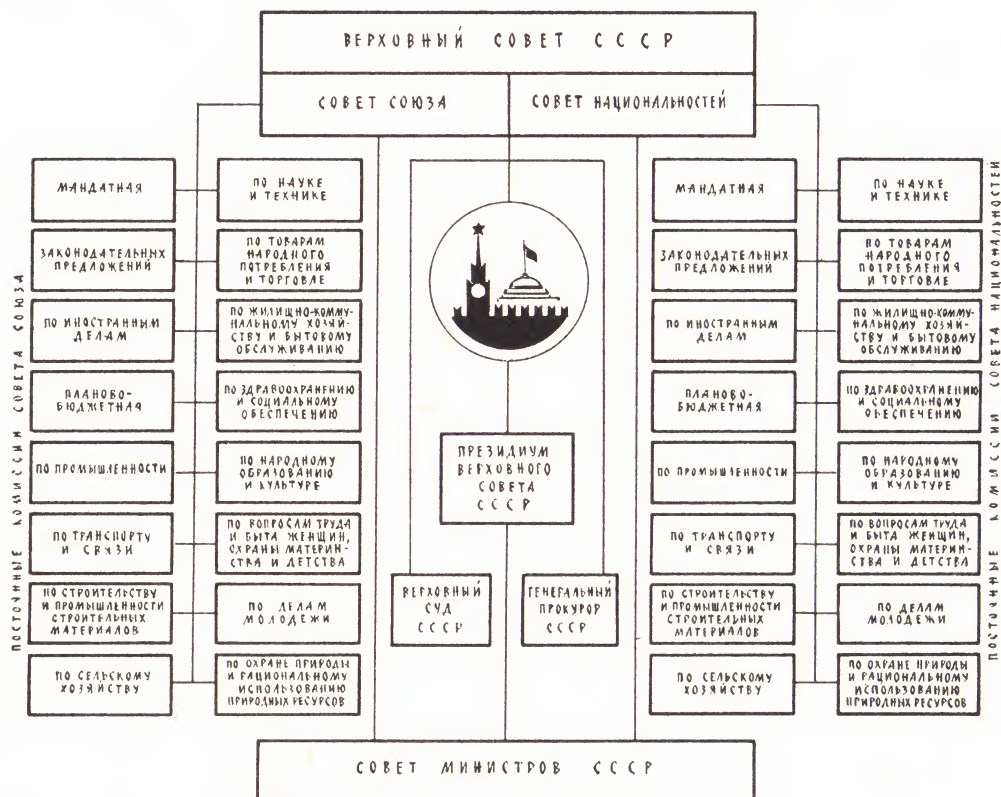 ВЕРХОВНЫЙ СОВЕТ СССР
СОВЕТ СОЮЗА
СОВЕТ НАЦИОНАЛЬНОСТЕЙ
ПОСТОЯННЫЕ КОМИССИИ СОВЕТА СОЮЗА
МАНДАТНАЯ
ПО НАУКЕ
И ТЕХНИКЕ
ЗАКОНОДАТЕЛЬНЫХ
ПРЕДЛОЖЕНИЙ
ПО ТОВАРАМ
НАРОДНОГО
ПОТРЕБЛЕНИЯ
И ТОРГОВЛЕ
ПО ИНОСТРАННЫМ
ДЕЛАМ
ПО ЖИЛИЩНО-КОММУ-
НАЛЬНОМУ ХОЗЯЙ-
СТВУ И БЫТОВОМУ
ОБСЛУЖИВАНИЮ
ПЛАНОВО-
БЮДЖЕТНАЯ
ПО ЗДРАВООХРАНЕНИЮ
И СОЦИАЛЬНОМУ
ОБЕСПЕЧЕНИЮ
ПО ПРОМЫШЛЕННОСТИ
ПО НАРОДНОМУ
ОБРАЗОВАНИЮ
И КУЛЬТУРЕ
ПО ТРАНСПОРТУ
И СВЯЗИ
ПО ВОПРОСАМ ТРУДА
И БЫТА ЖЕНЩИН,
ОХРАНЫ МАТЕРИН-
СТВА И ДЕТСТВА
ПО СТРОИТЕЛЬСТВУ
И ПРОМЫШЛЕННОСТИ
СТРОИТЕЛЬНЫХ
МАТЕРИАЛОВ
ПО ДЕЛАМ
МОЛОДЕЖИ
ПО СЕЛЬСКОМУ
ХОЗЯЙСТВУ
ПО ОХРАНЕ ПРИРОДЫ
И РАЦИОНАЛЬНОМУ
ИСПОЛЬЗОВАНИЮ
ПРИРОДНЫХ РЕСУРСОВ
ПРЕЗИДИУМ
ВЕРХОВНОГО
СОВЕТА
СССР
ВЕРХОВНЫЙ
СУД
СССР
ГЕНЕРАЛЬНЫЙ
ПРОКУРОР
СССР
МАНДАТНАЯ
ПО НАУКЕ
И ТЕХНИКЕ
ЗАКОНОДАТЕЛЬНЫХ
ПРЕДЛОЖЕНИЙ
ПО ТОВАРАМ
НАРОДНОГО
ПОТРЕБЛЕНИЯ
И ТОРГОВЛЕ
ПО ИНОСТРАННЫМ
ДЕЛАМ
ПО ЖИЛИЩНО-КОММУ-
НАЛЬНОМУ ХОЗЯЙ-
СТВУ И БЫТОВОМУ
ОБСЛУЖИВАНИЮ
ПЛАНОВО-
БЮДЖЕТНАЯ
ПО ЗДРАВООХРАНЕНИЮ
И СОЦИАЛЬНОМУ
ОБЕСПЕЧЕНИЮ
ПО ПРОМЫШЛЕННОСТИ
ПО НАРОДНОМУ
ОБРАЗОВАНИЮ
И КУЛЬТУРЕ
ПО ТРАНСПОРТУ
И СВЯЗИ
ПО ВОПРОСАМ ТРУДА
И БЫТА ЖЕНЩИН,
ОХРАНЫ МАТЕРИН-
СТВА И ДЕТСТВА
ПО СТРОИТЕЛЬСТВУ
И ПРОМЫШЛЕННОСТИ
СТРОИТЕЛЬНЫХ
МАТЕРИАЛОВ
ПО ДЕЛАМ
МОЛОДЕЖИ
ПО СЕЛЬСКОМУ
ХОЗЯЙСТВУ
ПО ОХРАНЕ ПРИРОДЫ
И РАЦИОНАЛЬНОМУ
ИСПОЛЬЗОВАНИЮ
ПРИРОДНЫХ РЕСУРСОВ
ПОСТОЯННЫЕ КОМИССИИ СОВЕТА НАЦИОНАЛЬНОСТЕЙ
СОВЕТ МИНИСТРОВ СССР